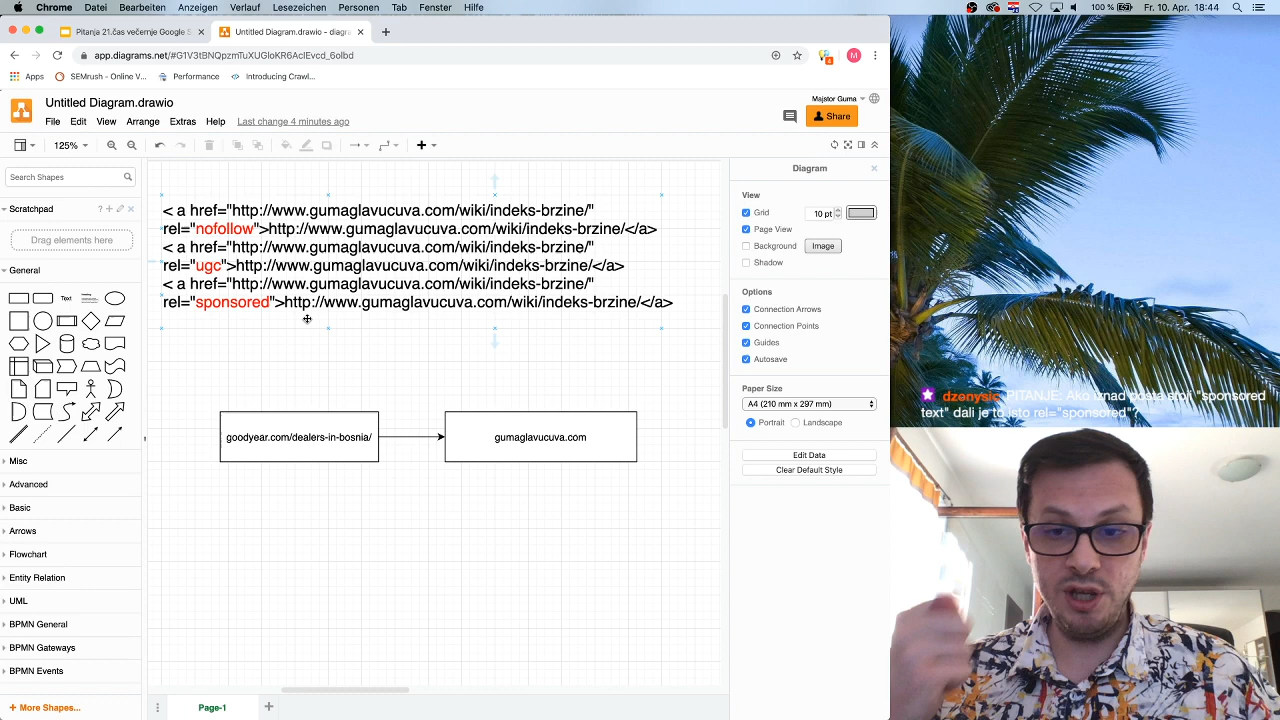 Chrome Datei Bearbeiten Anzeigen Verlauf Lesezeichen Personen Tab Fenster Hilfe
100 % Fr. 10. Apr. 18:44
Pitanja 21.čas večernje Google S
Untitled Diagram.drawio - diagra
app.diagrams.net/#G1V3tBNQpzmTuXUGloKR6AclEvcd_6olbd
M
Apps SEMrush - Online V... Performance Introducing Crawl...
Untitled Diagram.drawio
Majstor Guma
File Edit View Arrange Extras Help Last change 4 minutes ago
Share
125%
Search Shapes
Diagram
View
Scratchpad
Drag elements here
General
Text
Misc
Advanced
Basic
Arrows
Flowchart
Entity Relation
UML
BPMN General
BPMN Gateways
BPMN Events
+ More Shapes...
< a href="http://www.gumaglavucuva.com/wiki/indeks-brzine/"
rel="nofollow">http://www.gumaglavucuva.com/wiki/indeks-brzine/</a>
< a href="http://www.gumaglavucuva.com/wiki/indeks-brzine/"
rel="ugc">http://www.gumaglavucuva.com/wiki/indeks-brzine/</a>
< a href="http://www.gumaglavucuva.com/wiki/indeks-brzine/"
rel="sponsored">http://www.gumaglavucuva.com/wiki/indeks-brzine/</a>
goodyear.com/dealers-in-bosnia/
gumaglavucuva.com
Page-1
Grid 10 pt
Page View
Background Image
Shadow
Options
Connection Arrows
Connection Points
Guides
Autosave
Paper Size
A4 (210 mm x 297 mm)
Portrait Landscape
Edit Data
Clear Default Style
dzenysic PITANJE: Ako iznad posta stoji "sponsored
text" dali je to isto rel="sponsored"?